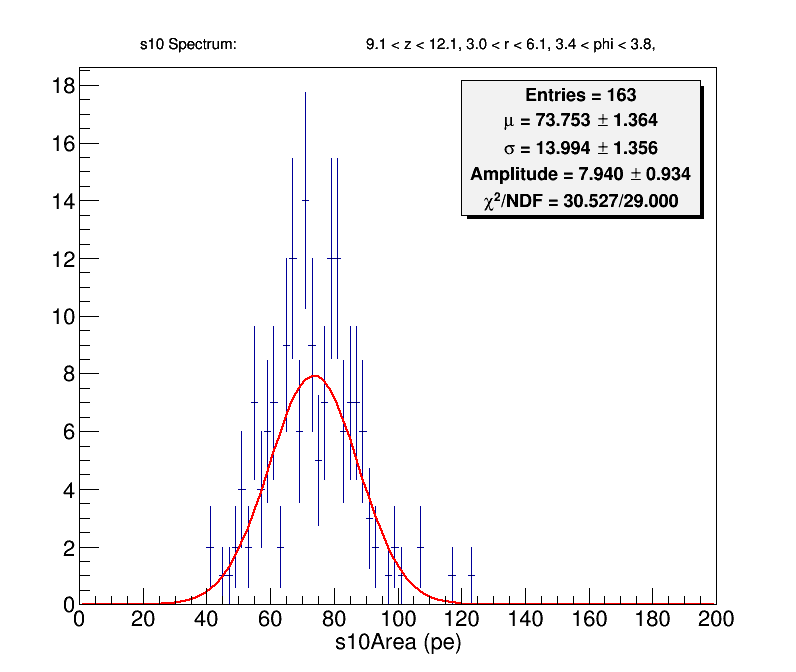 s10 Spectrum: 9.1 < z < 12.1, 3.0 < r < 6.1, 3.4 < phi < 3.8,
Entries = 163
μ = 73.753 ± 1.364
σ = 13.994 ± 1.356
Amplitude = 7.940 ± 0.934
χ²/NDF = 30.527/29.000
18
16
14
12
10
8
6
4
2
0
0 20 40 60 80 100 120 140 160 180 200
s10Area (pe)